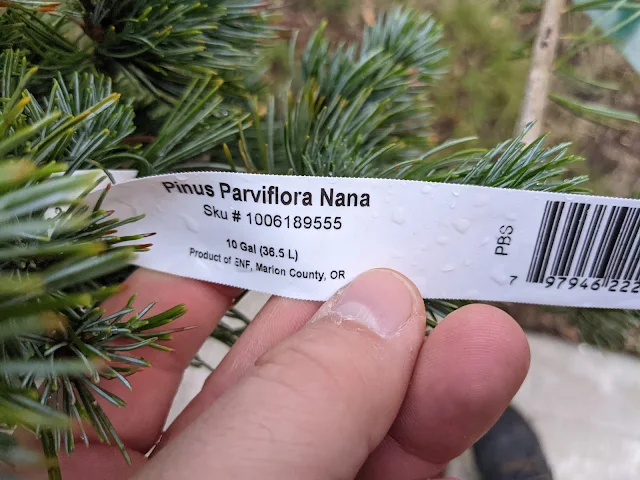 Pinus Parviflora Nana
Sku # 1006189555
10 Gal (36.5 L)
Product of ENF, Marion County, OR
PBS
7 97946 222